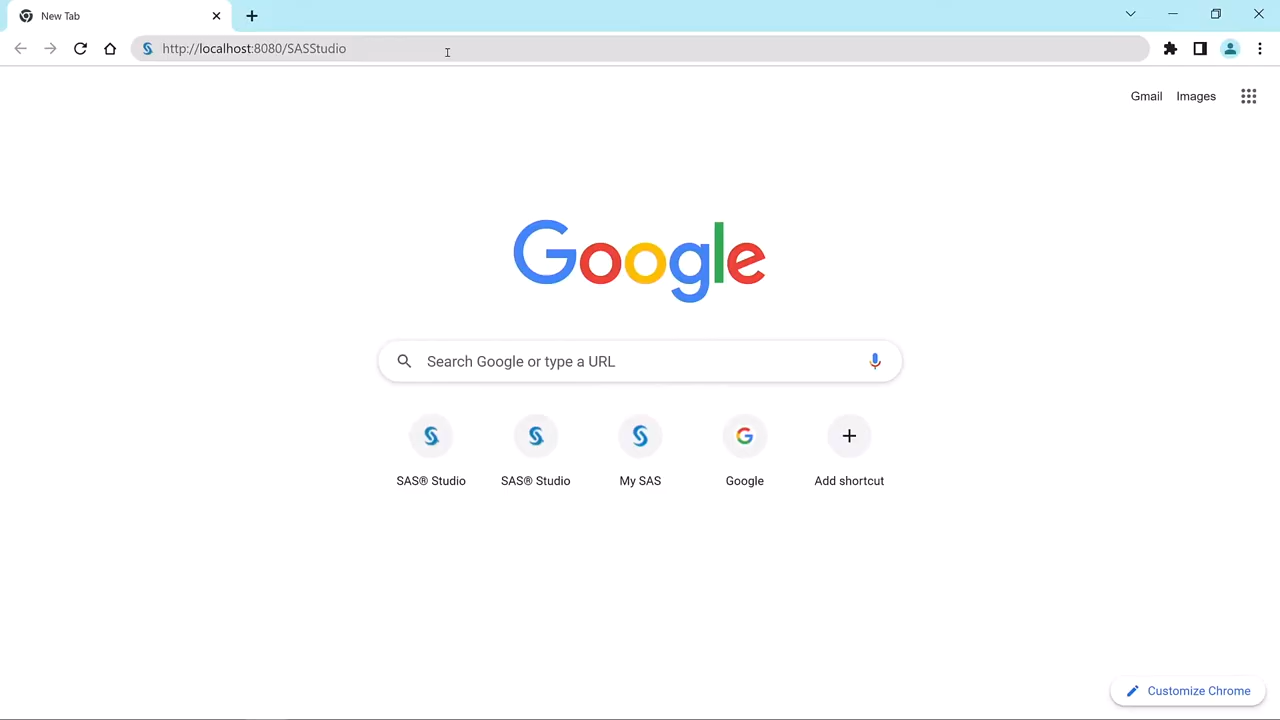 New Tab
http://localhost:8080/SASStudio
Gmail Images
Google
Search Google or type a URL
SAS® Studio SAS® Studio My SAS Google Add shortcut
Customize Chrome